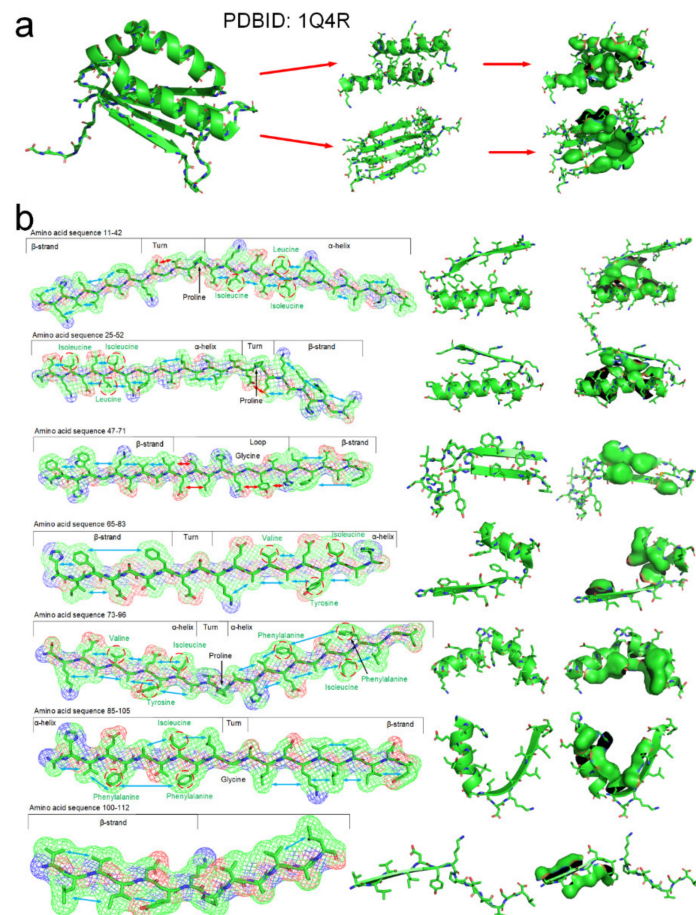 a
PDBID: 1Q4R
b
Amino acid sequence 11-42
β-strand Turn α-helix
Leucine
Proline
Isoleucine
Isoleucine
Amino acid sequence 25-52
Isoleucine Isoleucine α-helix Turn β-strand
Leucine
Proline
Amino acid sequence 47-71
β-strand Loop β-strand
Glycine
Amino acid sequence 65-83
β-strand Turn Valine Isoleucine α-helix
Tyrosine
Amino acid sequence 73-96
α-helix Turn α-helix
Valine Isoleucine Proline Phenylalanine
Tyrosine Isoleucine Phenylalanine
Amino acid sequence 85-105
α-helix Isoleucine Turn β-strand
Phenylalanine Phenylalanine Glycine
Amino acid sequence 100-112
β-strand